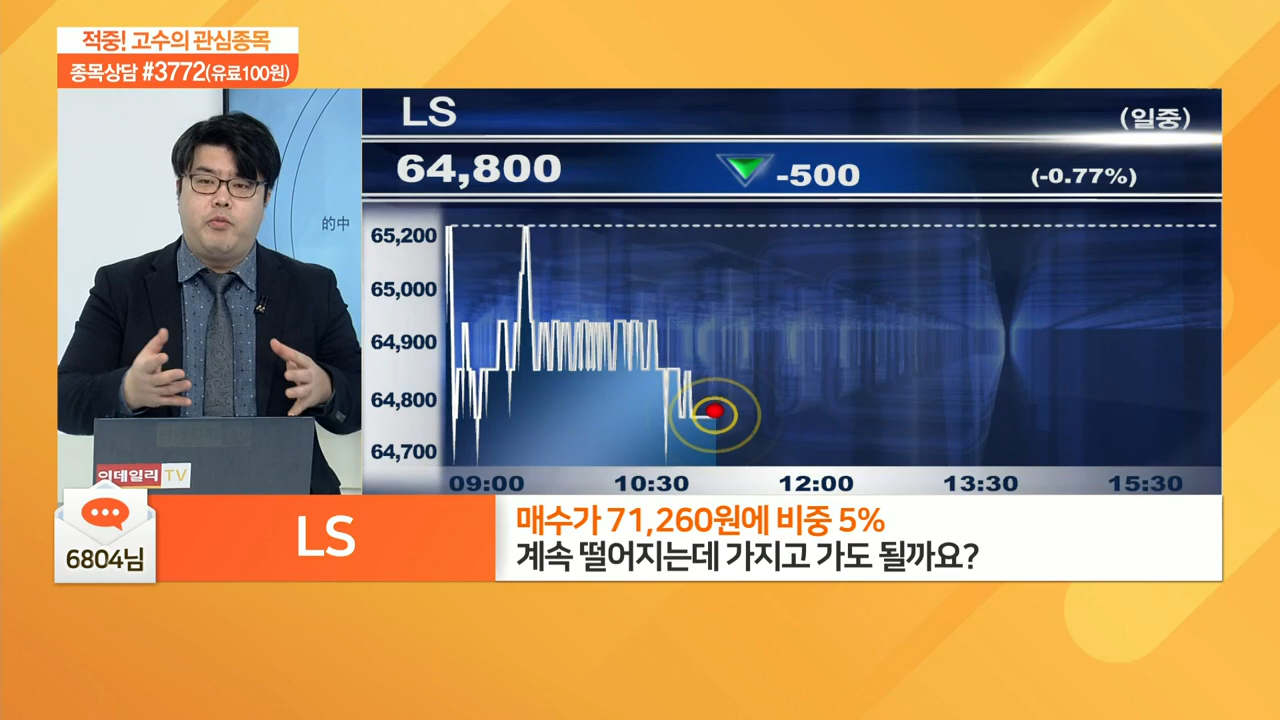 적중! 고수의 관심종목
종목상담 #3772(유료100원)
LS
(일중)
64,800
-500
(-0.77%)
的中
65,200
65,000
64,900
64,800
64,700
09:00
10:30
12:00
13:30
15:30
이데일리 TV
6804님
LS
매수가 71,260원에 비중 5%
계속 떨어지는데 가지고 가도 될까요?